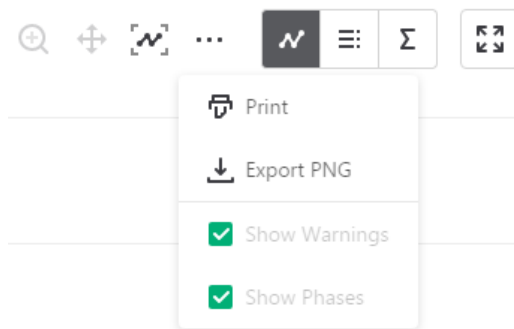 Σ
Print
Export PNG
Show Warnings
Show Phases